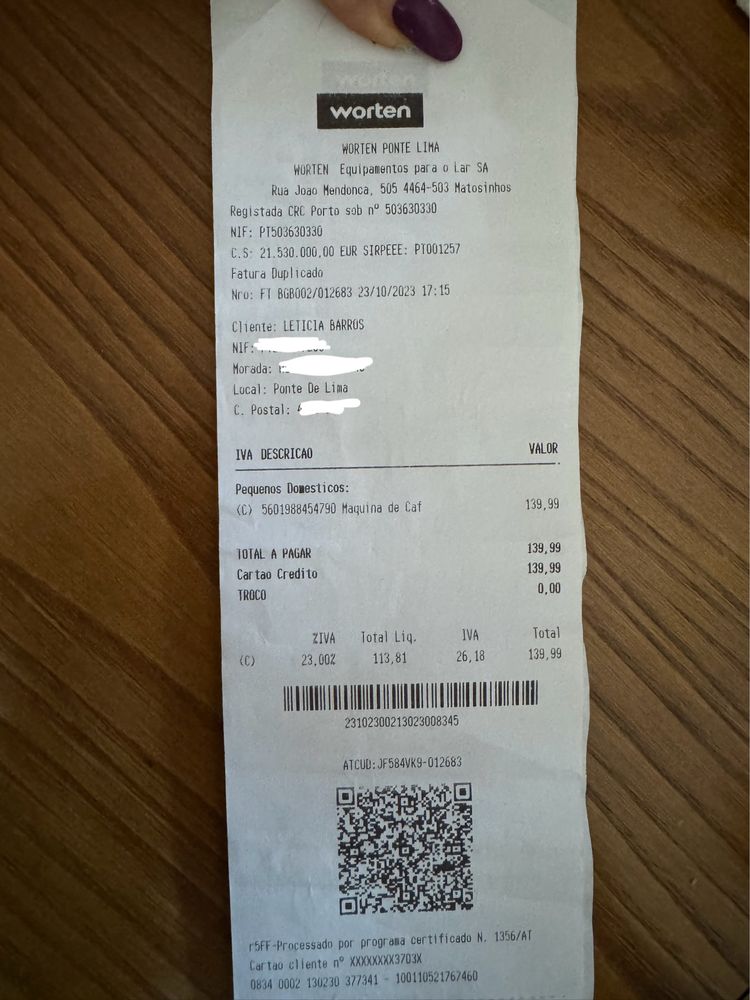 worten
worten
WORTEN PONTE LIMA
WORTEN Equipamentos para o Lar SA
Rua Joao Mendonca, 505 4464-503 Matosinhos
Registada CRC Porto sob nº 503630330
NIF: PT503630330
C.S: 21.530.000,00 EUR SIRPEEE: PT001257
Fatura Duplicado
Nro: FT BGB002/012683 23/10/2023 17:15
Cliente: LETICIA BARROS
NIF:
Morada:
Local: Ponte De Lima
C. Postal:
IVA DESCRICAO VALOR
Pequenos Domesticos:
(C) 5601988454790 Maquina de Caf 139,99
TOTAL A PAGAR 139,99
Cartao Credito 139,99
TROCO 0,00
%IVA Total Liq. IVA Total
(C) 23,00% 113,81 26,18 139,99
23102300213023008345
ATCUD:JF584VK9-012683
r5FF-Processado por programa certificado N. 1356/AT
Cartao cliente nº XXXXXXXX3703X
0834 0002 130230 377341 - 100110521767460